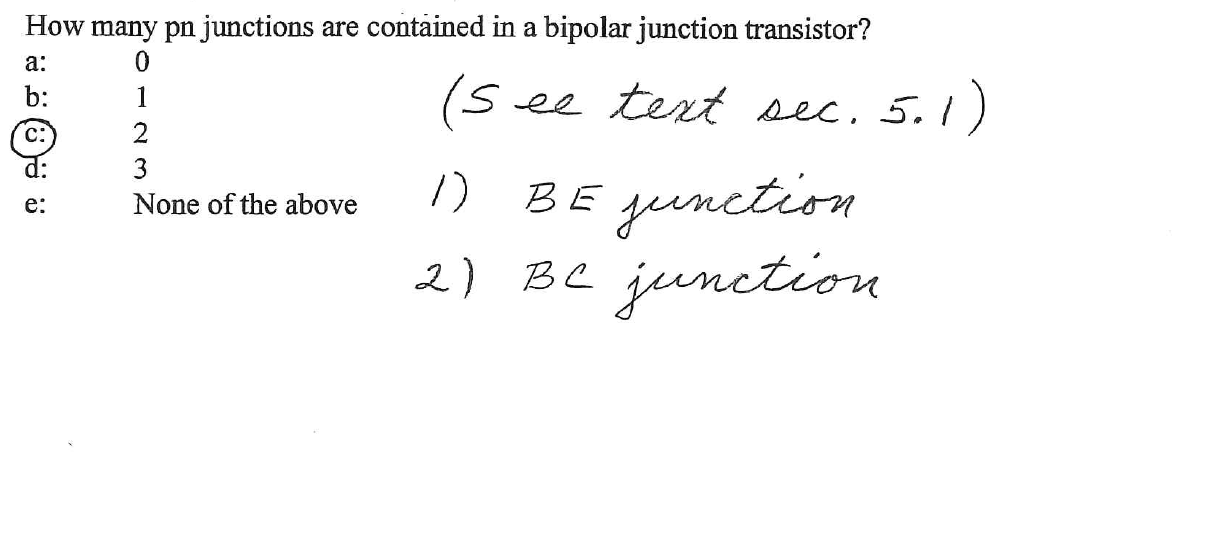 How many pn junctions are contained in a bipolar junction transistor?
a: 0
b: 1
c: 2
d: 3
e: None of the above
(See text sec. 5.1)
1) BE junction
2) BC junction